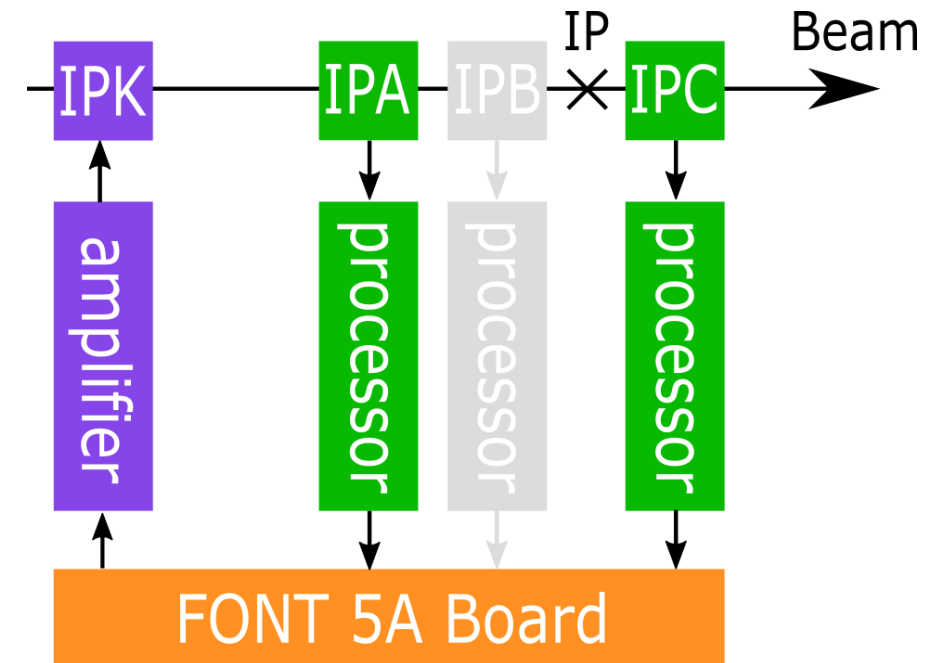 IP Beam
IPK IPA IPB IPC
amplifier processor processor processor
FONT 5A Board